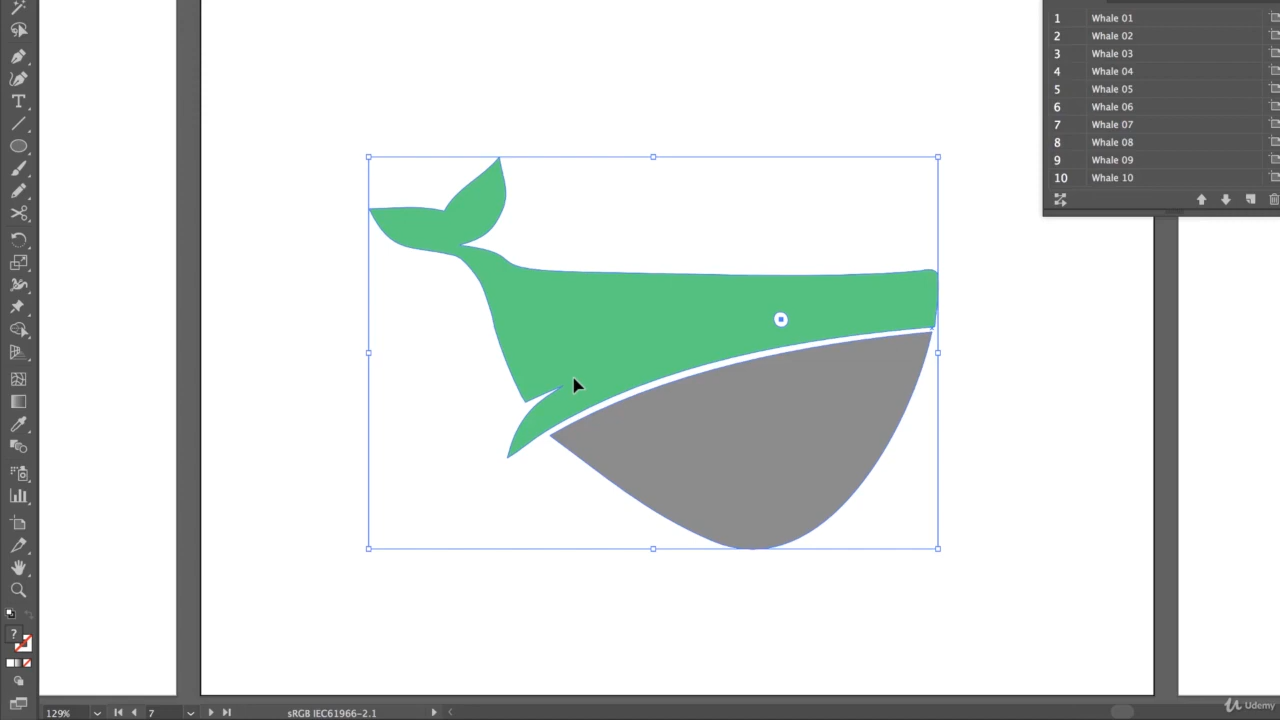 1 Whale 01
2 Whale 02
3 Whale 03
4 Whale 04
5 Whale 05
6 Whale 06
7 Whale 07
8 Whale 08
9 Whale 09
10 Whale 10
T
?
129% 7 sRGB IEC61966-2.1
Udemy